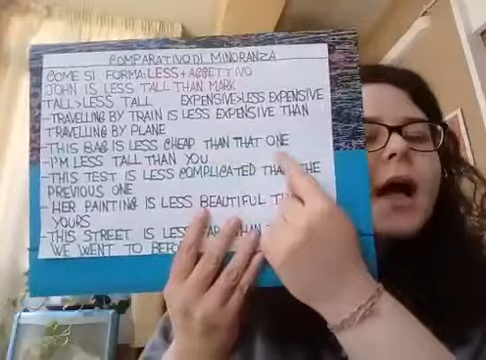 COMPARATIVO DI MINORANZA
COME SI FORMA: LESS + AGGETTIVO
JOHN IS LESS TALL THAN MARK
TALL > LESS TALL EXPENSIVE > LESS EXPENSIVE
- TRAVELLING BY TRAIN IS LESS EXPENSIVE THAN
TRAVELLING BY PLANE
- THIS BAG IS LESS CHEAP THAN THAT ONE
- I'M LESS TALL THAN YOU
- THIS TEST IS LESS COMPLICATED THAN THE
PREVIOUS ONE
- HER PAINTING IS LESS BEAUTIFUL
YOURS
- THIS STREET IS LESS FAR THAN
WE WENT TO